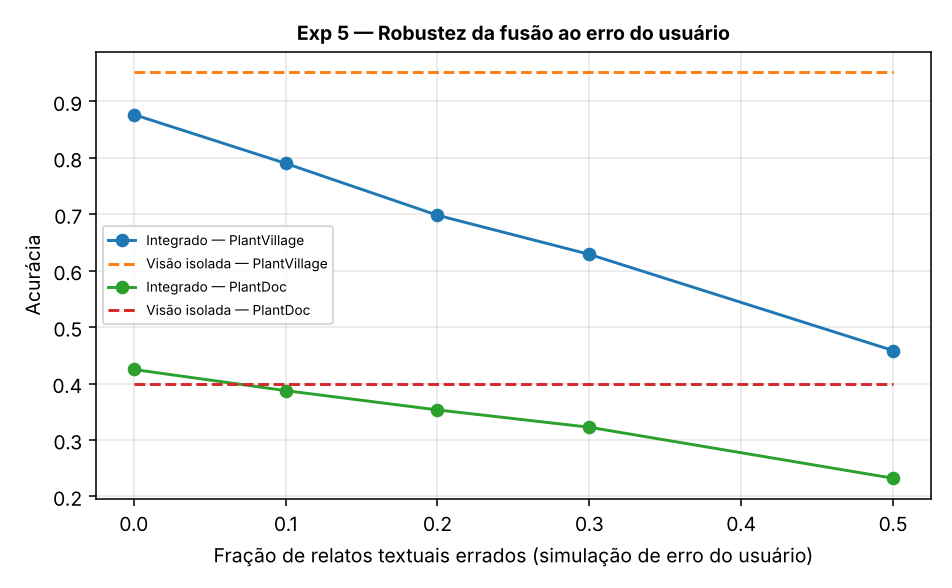 Exp 5 — Robustez da fusão ao erro do usuário
Acurácia
0.9
0.8
0.7
0.6
0.5
0.4
0.3
0.2
Integrado — PlantVillage
Visão isolada — PlantVillage
Integrado — PlantDoc
Visão isolada — PlantDoc
0.0 0.1 0.2 0.3 0.4 0.5
Fração de relatos textuais errados (simulação de erro do usuário)